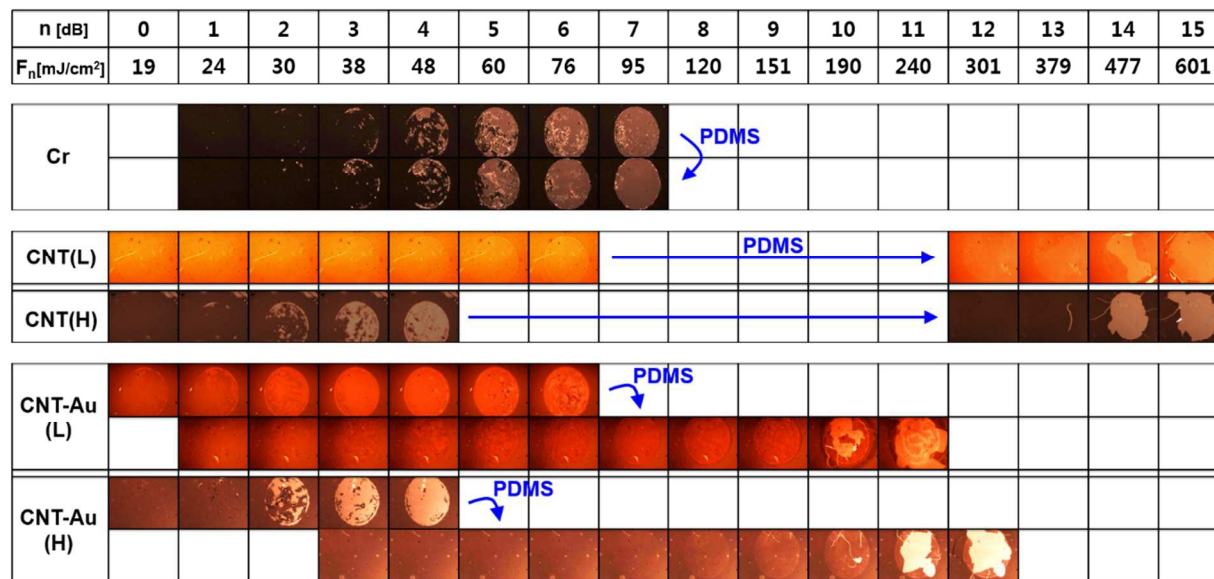 n [dB] 0 1 2 3 4 5 6 7 8 9 10 11 12 13 14 15
Fn[mJ/cm²] 19 24 30 38 48 60 76 95 120 151 190 240 301 379 477 601
Cr
PDMS
CNT(L)
PDMS
CNT(H)
CNT-Au
(L)
PDMS
CNT-Au
(H)
PDMS